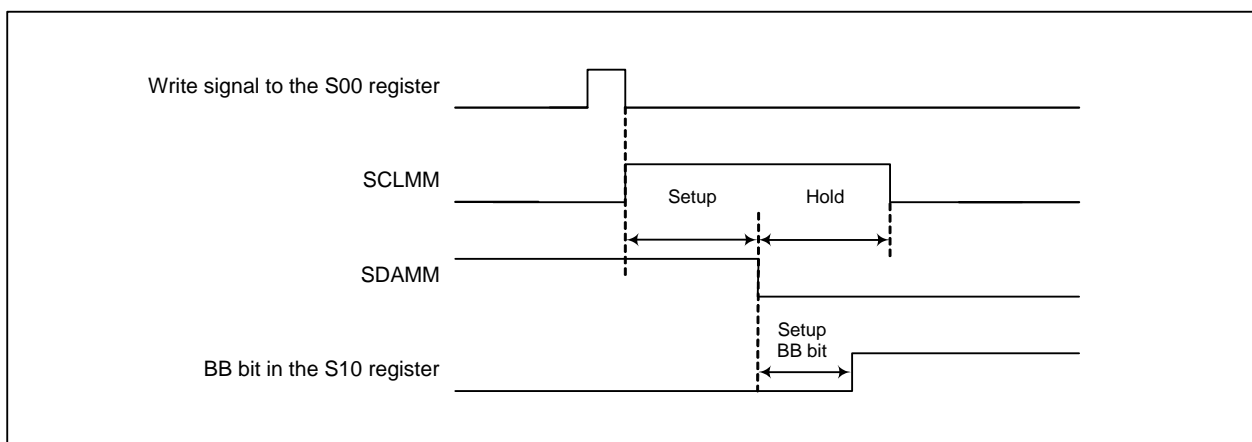 Write signal to the S00 register
SCLMM
Setup
Hold
SDAMM
Setup
BB bit
BB bit in the S10 register